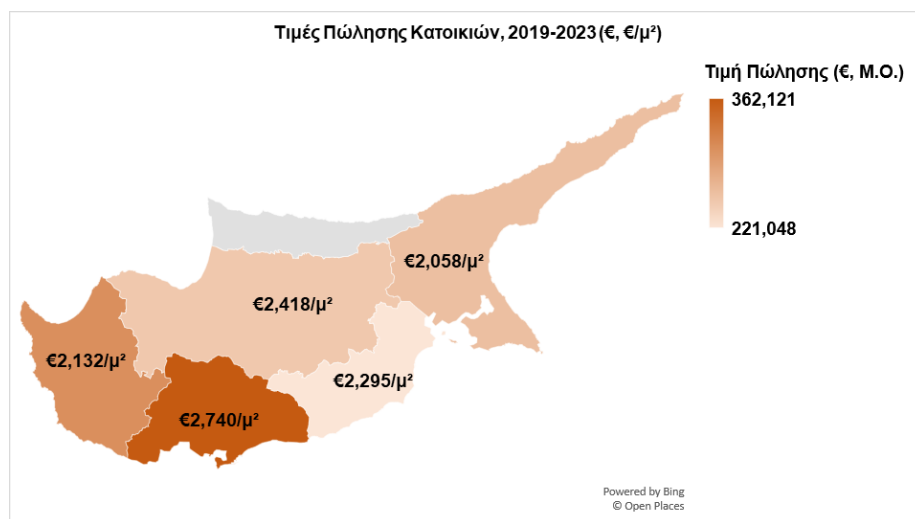 Τιμές Πώλησης Κατοικιών, 2019-2023 (€, €/μ²)
Τιμή Πώλησης (€, Μ.Ο.)
362,121
221,048
€2,058/μ²
€2,418/μ²
€2,132/μ²
€2,295/μ²
€2,740/μ²
Powered by Bing
© Open Places